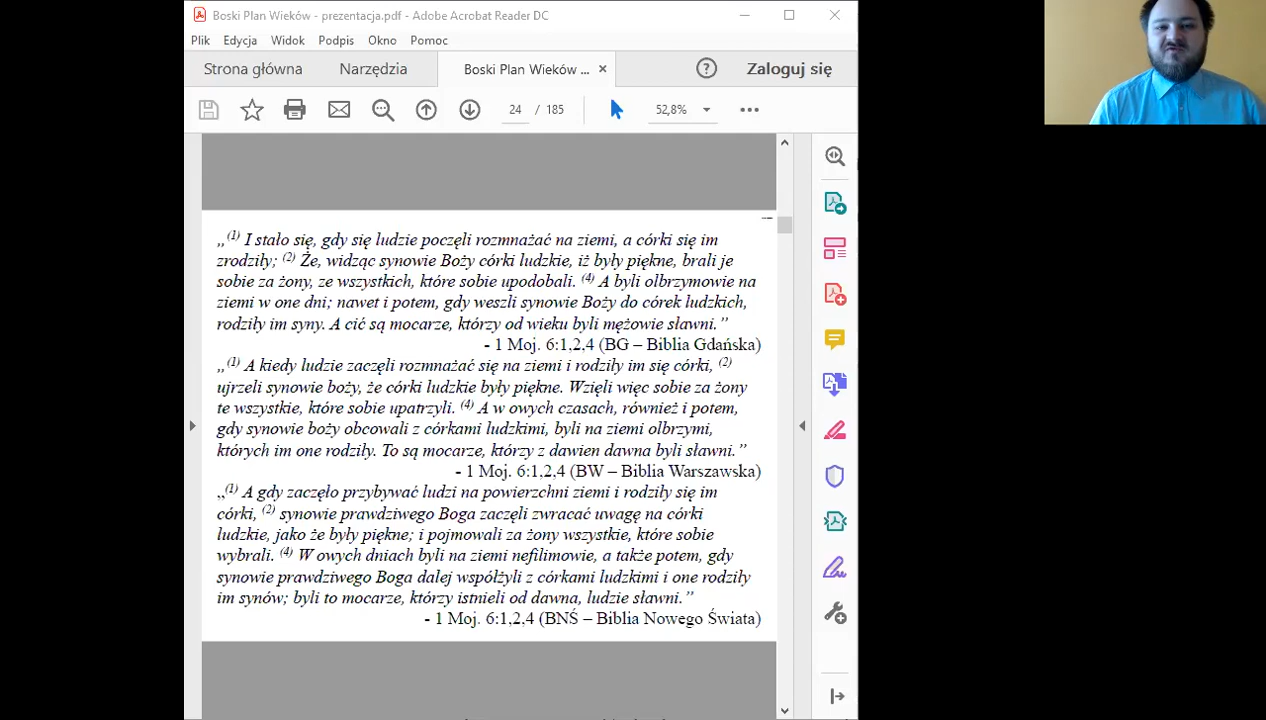 Boski Plan Wieków - prezentacja.pdf - Adobe Acrobat Reader DC
Plik Edycja Widok Podpis Okno Pomoc
Strona główna Narzędzia Boski Plan Wieków ... Zaloguj się
24 / 185 52,8%
„(1) I stało się, gdy się ludzie poczęli rozmnażać na ziemi, a córki się im
zrodziły; (2) Że, widząc synowie Boży córki ludzkie, iż były piękne, brali je
sobie za żony, ze wszystkich, które sobie upodobali. (4) A byli olbrzymowie na
ziemi w one dni; nawet i potem, gdy weszli synowie Boży do córek ludzkich,
rodziły im syny. A cić są mocarze, którzy od wieku byli mężowie sławni.”
- 1 Moj. 6:1,2,4 (BG – Biblia Gdańska)
„(1) A kiedy ludzie zaczęli rozmnażać się na ziemi i rodziły im się córki, (2)
ujrzeli synowie boży, że córki ludzkie były piękne. Wzięli więc sobie za żony
te wszystkie, które sobie upatrzyli. (4) A w owych czasach, również i potem,
gdy synowie boży obcowali z córkami ludzkimi, byli na ziemi olbrzymi,
których im one rodziły. To są mocarze, którzy z dawien dawna byli sławni.”
- 1 Moj. 6:1,2,4 (BW – Biblia Warszawska)
„(1) A gdy zaczęło przybywać ludzi na powierzchni ziemi i rodziły się im
córki, (2) synowie prawdziwego Boga zaczęli zwracać uwagę na córki
ludzkie, jako że były piękne; i pojmowali za żony wszystkie, które sobie
wybrali. (4) W owych dniach byli na ziemi nefilimowie, a także potem, gdy
synowie prawdziwego Boga dalej współżyli z córkami ludzkimi i one rodziły
im synów; byli to mocarze, którzy istnieli od dawna, ludzie sławni.”
- 1 Moj. 6:1,2,4 (BNŚ – Biblia Nowego Świata)